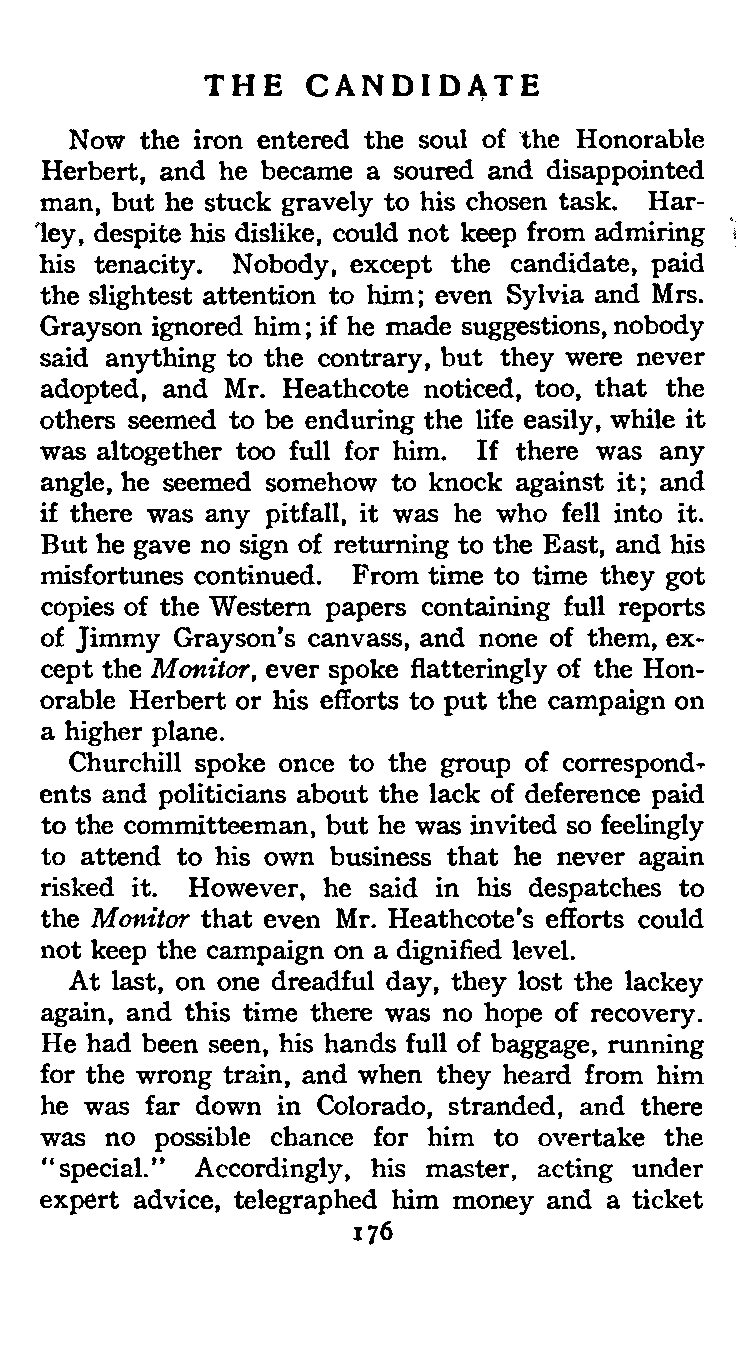 THE CANDIDATE
Now the iron entered the soul of the Honorable
Herbert, and he became a soured and disappointed
man, but he stuck gravely to his chosen task. Har-
ley, despite his dislike, could not keep from admiring
his tenacity. Nobody, except the candidate, paid
the slightest attention to him; even Sylvia and Mrs.
Grayson ignored him; if he made suggestions, nobody
said anything to the contrary, but they were never
adopted, and Mr. Heathcote noticed, too, that the
others seemed to be enduring the life easily, while it
was altogether too full for him. If there was any
angle, he seemed somehow to knock against it; and
if there was any pitfall, it was he who fell into it.
But he gave no sign of returning to the East, and his
misfortunes continued. From time to time they got
copies of the Western papers containing full reports
of Jimmy Grayson's canvass, and none of them, ex-
cept the Monitor, ever spoke flatteringly of the Hon-
orable Herbert or his efforts to put the campaign on
a higher plane.
Churchill spoke once to the group of correspond-
ents and politicians about the lack of deference paid
to the committeeman, but he was invited so feelingly
to attend to his own business that he never again
risked it. However, he said in his despatches to
the Monitor that even Mr. Heathcote's efforts could
not keep the campaign on a dignified level.
At last, on one dreadful day, they lost the lackey
again, and this time there was no hope of recovery.
He had been seen, his hands full of baggage, running
for the wrong train, and when they heard from him
he was far down in Colorado, stranded, and there
was no possible chance for him to overtake the
"special." Accordingly, his master, acting under
expert advice, telegraphed him money and a ticket
176